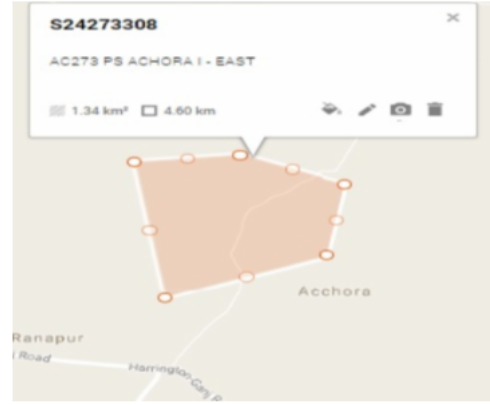 S24273308
AC273 PS ACHORA I - EAST
1.34 km² 4.60 km
Acchora
Ranapur
i Road
Harrington Ganj R